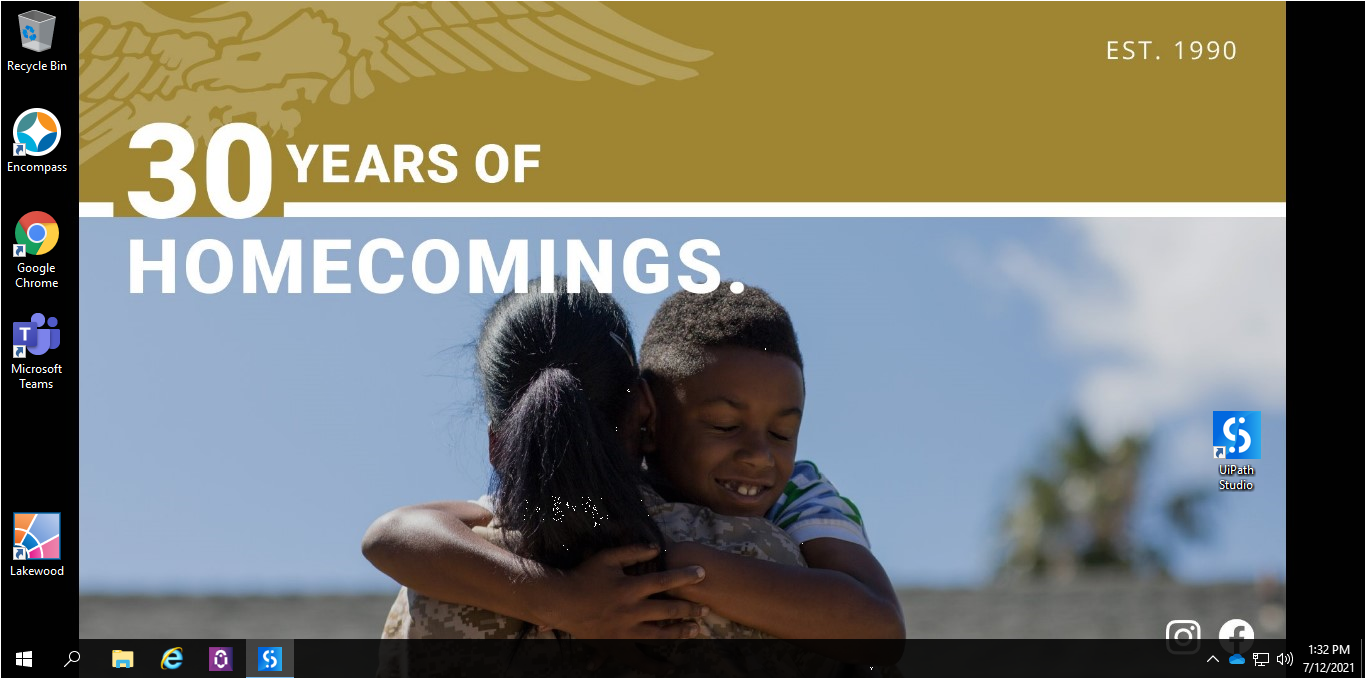 Recycle Bin
Encompass
Google
Chrome
Microsoft
Teams
Lakewood
EST. 1990
30 YEARS OF
HOMECOMINGS.
UiPath
Studio
1:32 PM
7/12/2021